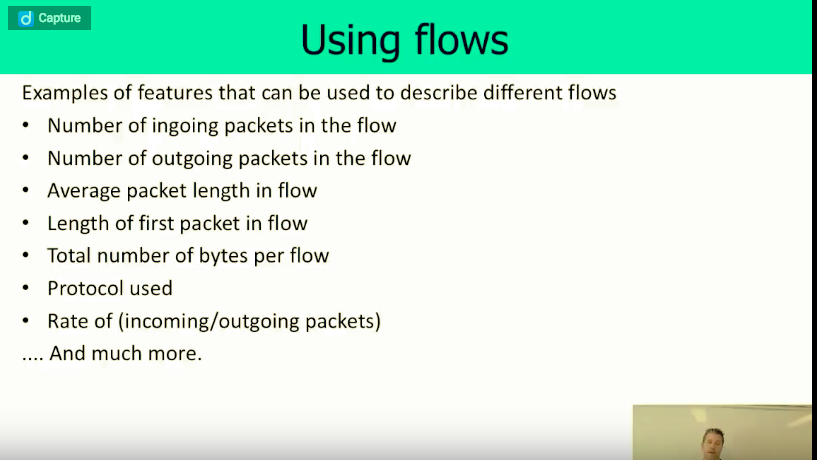 Capture
Using flows
Examples of features that can be used to describe different flows
• Number of ingoing packets in the flow
• Number of outgoing packets in the flow
• Average packet length in flow
• Length of first packet in flow
• Total number of bytes per flow
• Protocol used
• Rate of (incoming/outgoing packets)
.... And much more.